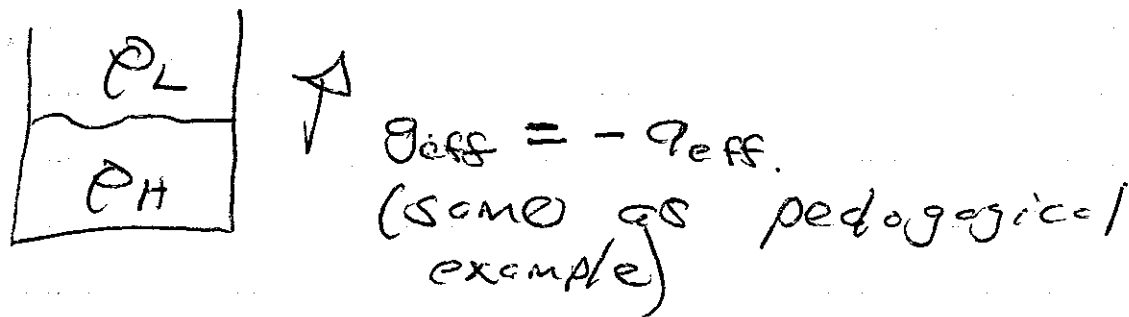 ρL
ρH
geff = - aeff.
(same as pedagogical
example)